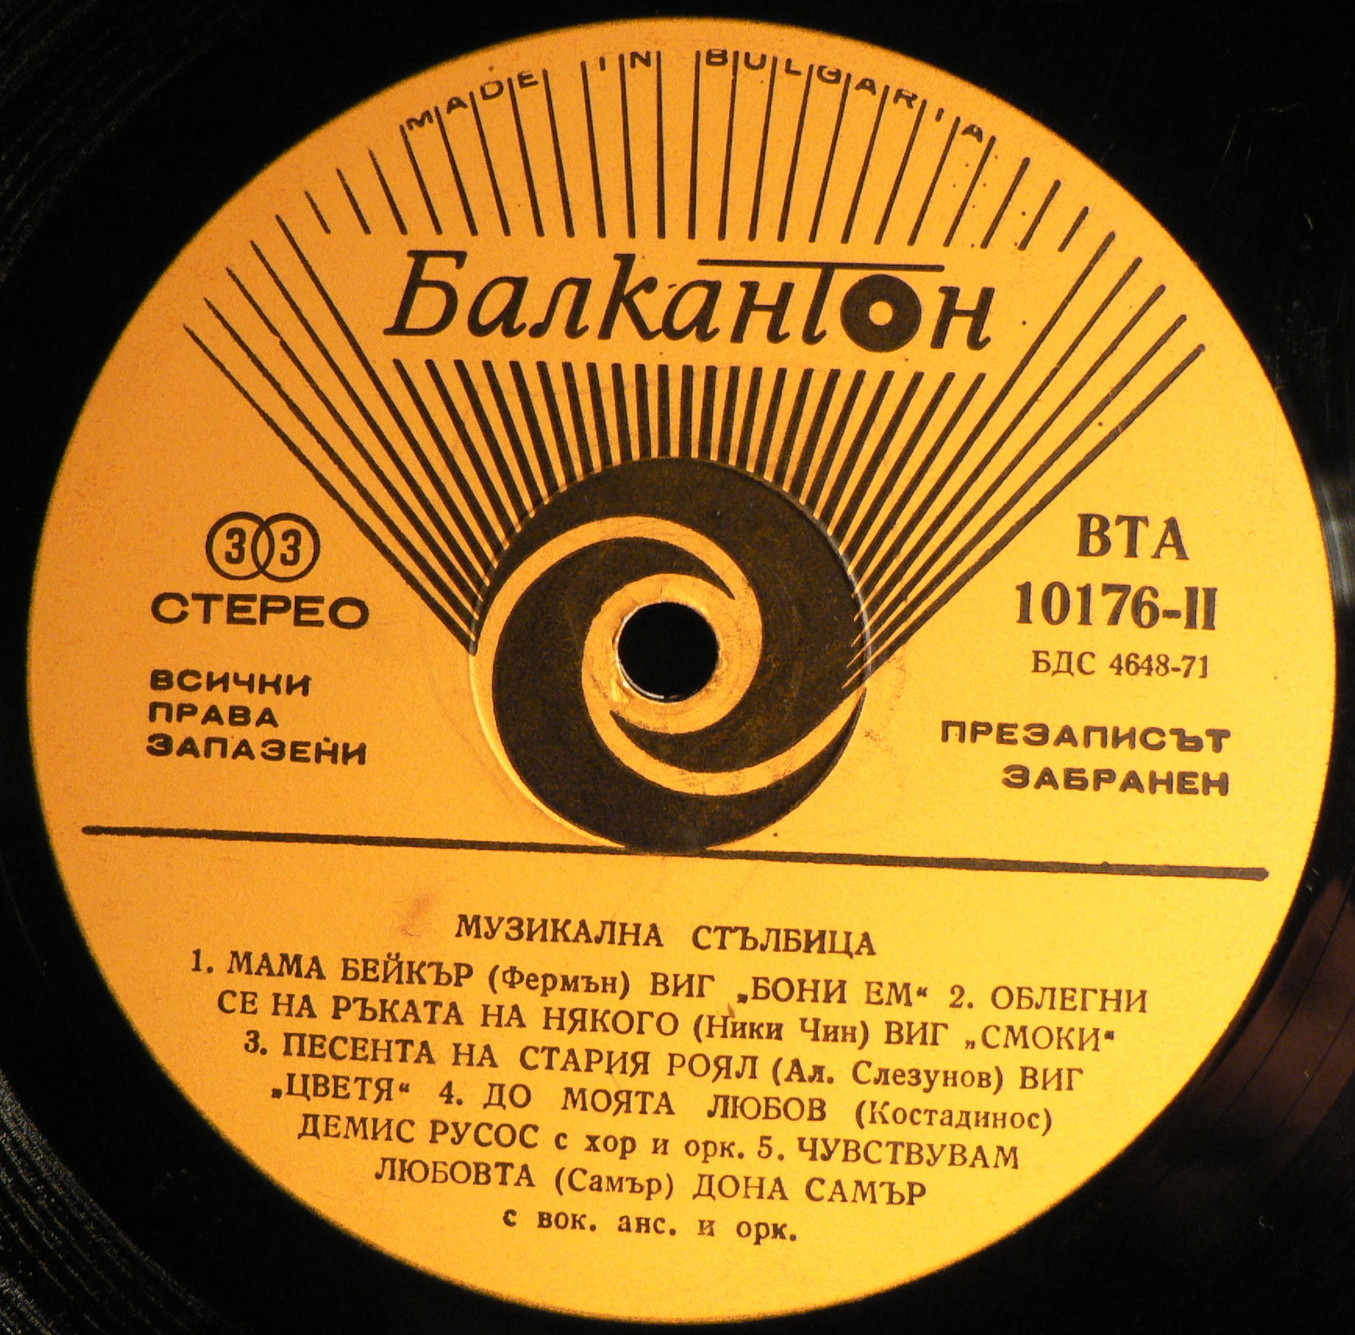 MADE IN BULGARIA
Балкантон
33
СТЕРЕО
ВСИЧКИ
ПРАВА
ЗАПАЗЕНИ
ВТА
10176-II
БДС 4648-71
ПРЕЗАПИСЪТ
ЗАБРАНЕН
МУЗИКАЛНА СТЪЛБИЦА
1. МАМА БЕЙКЪР (Фермън) ВИГ „БОНИ ЕМ“ 2. ОБЛЕГНИ
СЕ НА РЪКАТА НА НЯКОГО (Ники Чин) ВИГ „СМОКИ“
3. ПЕСЕНТА НА СТАРИЯ РОЯЛ (Ал. Слезунов) ВИГ
„ЦВЕТЯ“ 4. ДО МОЯТА ЛЮБОВ (Костадинос)
ДЕМИС РУСОС с хор и орк. 5. ЧУВСТВУВАМ
ЛЮБОВТА (Самър) ДОНА САМЪР
с вок. анс. и орк.